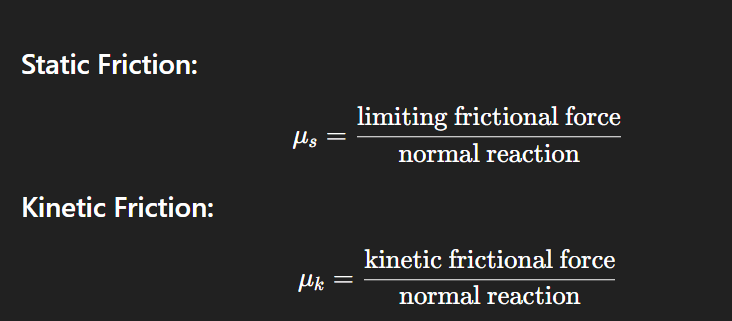 Static Friction:
μs = limiting frictional force / normal reaction
Kinetic Friction:
μk = kinetic frictional force / normal reaction